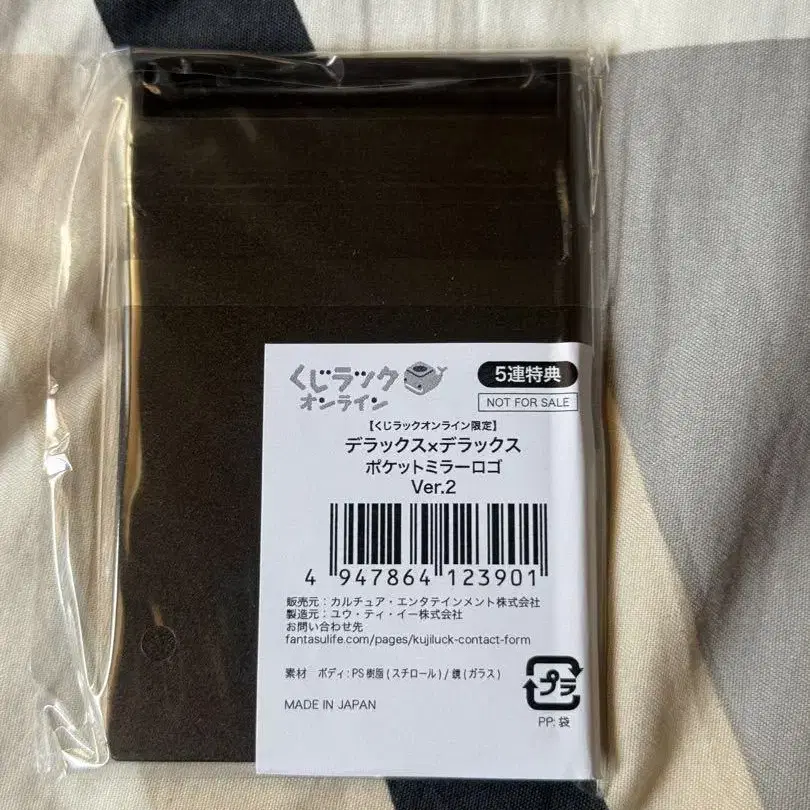 くじラック
オンライン
5連特典
NOT FOR SALE
【くじラックオンライン限定】
デラックス×デラックス
ポケットミラーロゴ
Ver.2
4 947864 123901
販売元：カルチュア・エンタテインメント株式会社
製造元：ユウ・ティ・イー株式会社
お問い合わせ先
fantasulife.com/pages/kujiluck-contact-form
素材 ボディ：PS樹脂(スチロール)/鏡(ガラス)
プラ
MADE IN JAPAN
PP: 袋